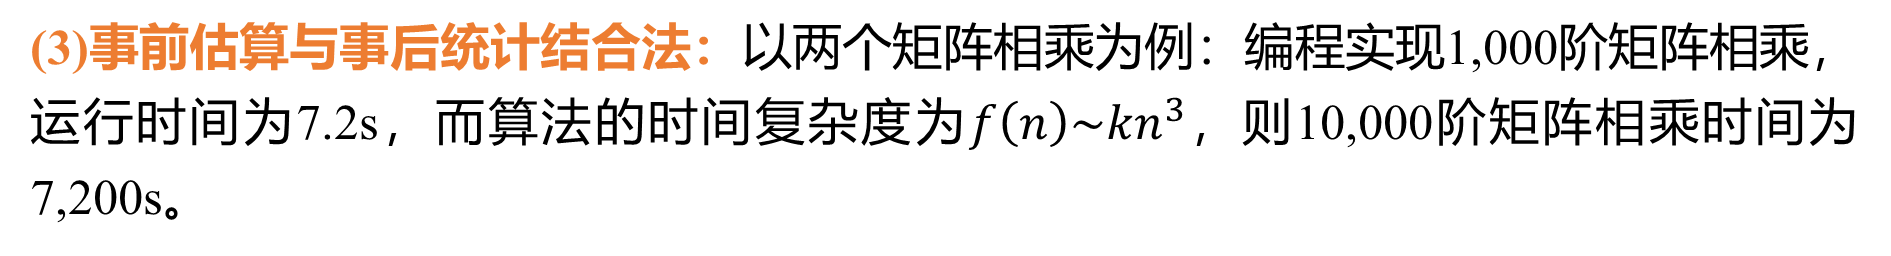 (3)事前估算与事后统计结合法：以两个矩阵相乘为例：编程实现1,000阶矩阵相乘，
运行时间为7.2s，而算法的时间复杂度为𝑓(𝑛)~𝑘𝑛³，则10,000阶矩阵相乘时间为
7,200s。